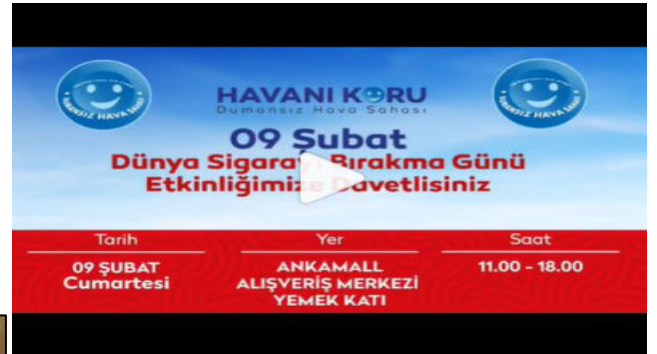 HAVANI KORU
Dumansız Hava Sahası
09 Şubat
Dünya Sigarayı Bırakma Günü
Etkinliğimize Davetlisiniz
Tarih
09 ŞUBAT
Cumartesi
Yer
ANKAMALL
ALIŞVERİŞ MERKEZİ
YEMEK KATI
Saat
11.00 - 18.00